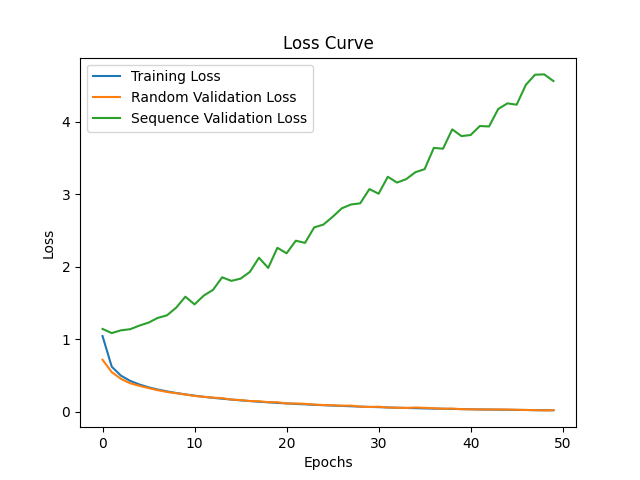 Loss Curve
Training Loss
Random Validation Loss
Sequence Validation Loss
Loss
4
3
2
1
0
0 10 20 30 40 50
Epochs